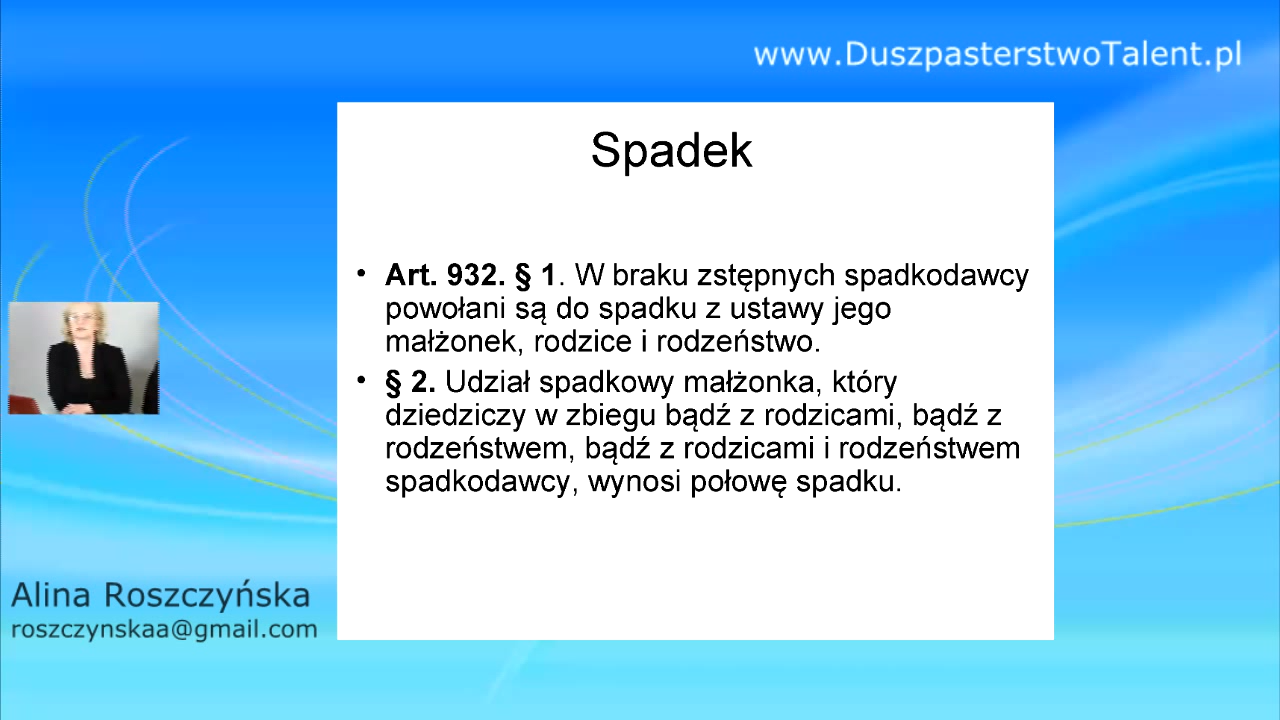 www.DuszpasterstwoTalent.pl
Spadek
• Art. 932. § 1. W braku zstępnych spadkodawcy
powołani są do spadku z ustawy jego
małżonek, rodzice i rodzeństwo.
• § 2. Udział spadkowy małżonka, który
dziedziczy w zbiegu bądź z rodzicami, bądź z
rodzeństwem, bądź z rodzicami i rodzeństwem
spadkodawcy, wynosi połowę spadku.
Alina Roszczyńska
roszczynskaa@gmail.com